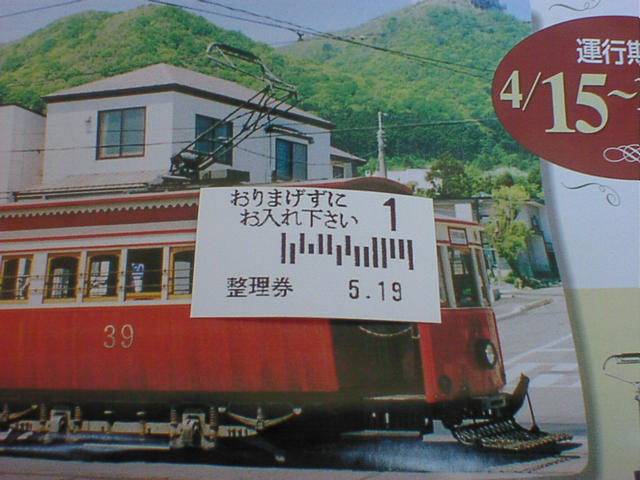 運行期
4/15～
おりまげずに
お入れ下さい 1
整理券 5.19
39